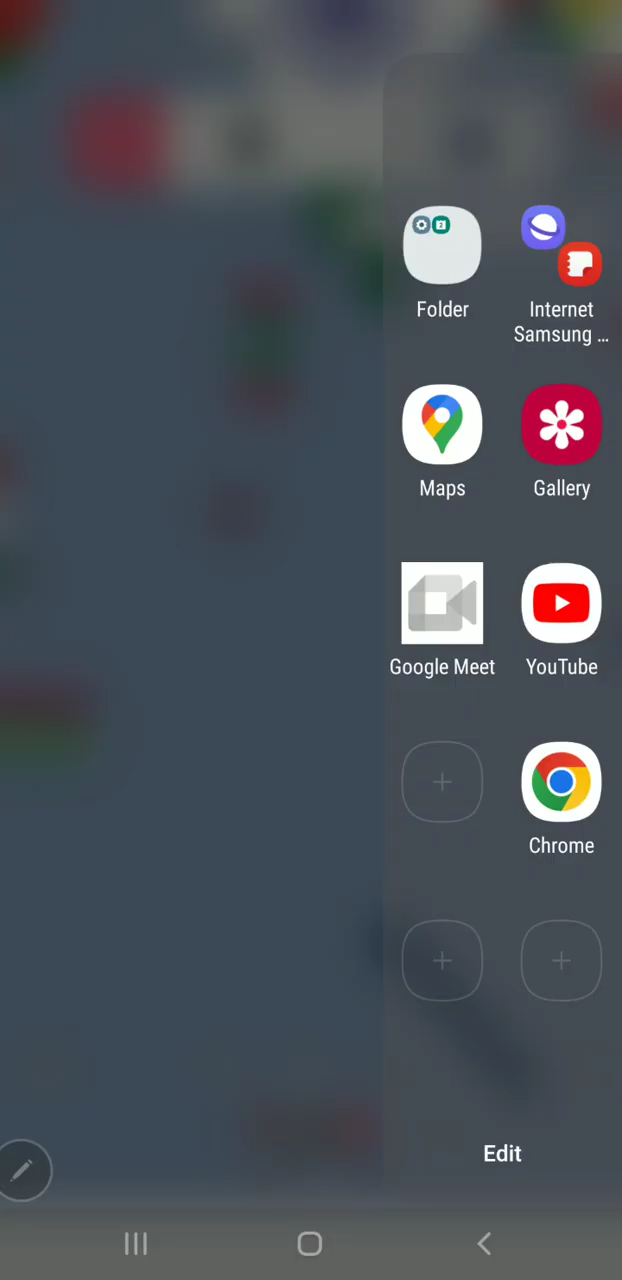 Folder
Internet
Samsung ...
Maps
Gallery
Google Meet
YouTube
Chrome
Edit